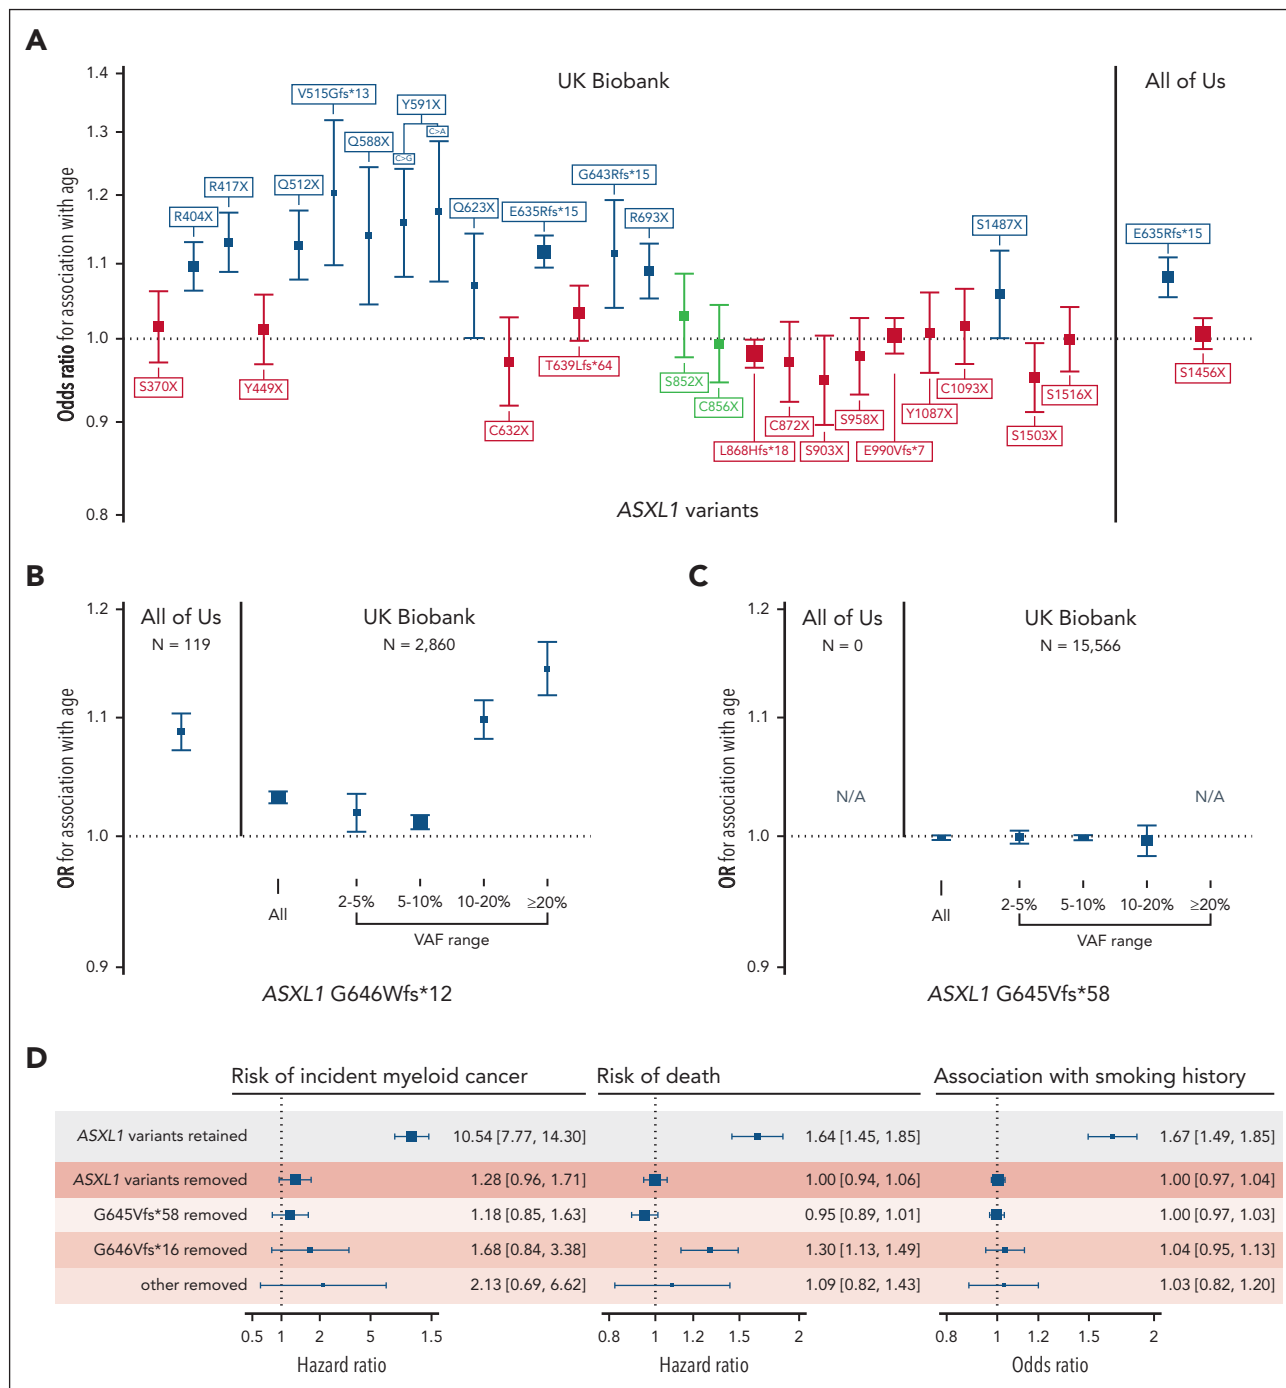 A
Odds ratio for association with age
1.4
1.3
1.2
1.1
1.0
0.9
0.8
UK Biobank
All of Us
V515Gfs*13
Y591X
C>A
C>G
Q588X
G643Rfs*15
R417X
Q512X
R404X
Q623X
E635Rfs*15
R693X
S1487X
E635Rfs*15
S370X
Y449X
T639Lfs*64
C632X
S852X
C856X
L868Hfs*18
C872X
S903X
S958X
E990Vfs*7
Y1087X
C1093X
S1503X
S1516X
S1456X
ASXL1 variants
B
OR for association with age
1.2
1.1
1.0
0.9
All of Us
N = 119
UK Biobank
N = 2,860
All
2-5%
5-10%
10-20%
≥20%
VAF range
ASXL1 G646Wfs*12
C
OR for association with age
1.2
1.1
1.0
0.9
All of Us
N = 0
UK Biobank
N = 15,566
N/A
N/A
All
2-5%
5-10%
10-20%
≥20%
VAF range
ASXL1 G645Vfs*58
D
Risk of incident myeloid cancer
Risk of death
Association with smoking history
ASXL1 variants retained 10.54 [7.77, 14.30] 1.64 [1.45, 1.85] 1.67 [1.49, 1.85]
ASXL1 variants removed 1.28 [0.96, 1.71] 1.00 [0.94, 1.06] 1.00 [0.97, 1.04]
G645Vfs*58 removed 1.18 [0.85, 1.63] 0.95 [0.89, 1.01] 1.00 [0.97, 1.03]
G646Vfs*16 removed 1.68 [0.84, 3.38] 1.30 [1.13, 1.49] 1.04 [0.95, 1.13]
other removed 2.13 [0.69, 6.62] 1.09 [0.82, 1.43] 1.03 [0.82, 1.20]
0.5 1 2 5 1.5 0.8 1 1.2 1.5 2 0.8 1 1.2 1.5 2
Hazard ratio
Hazard ratio
Odds ratio